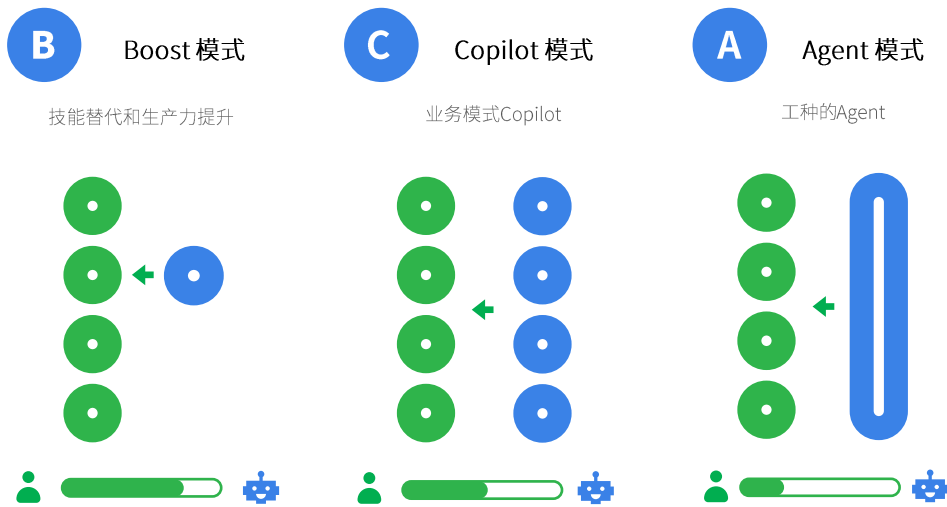 B
Boost 模式
C
Copilot 模式
A
Agent 模式
技能替代和生产力提升
业务模式Copilot
工种的Agent